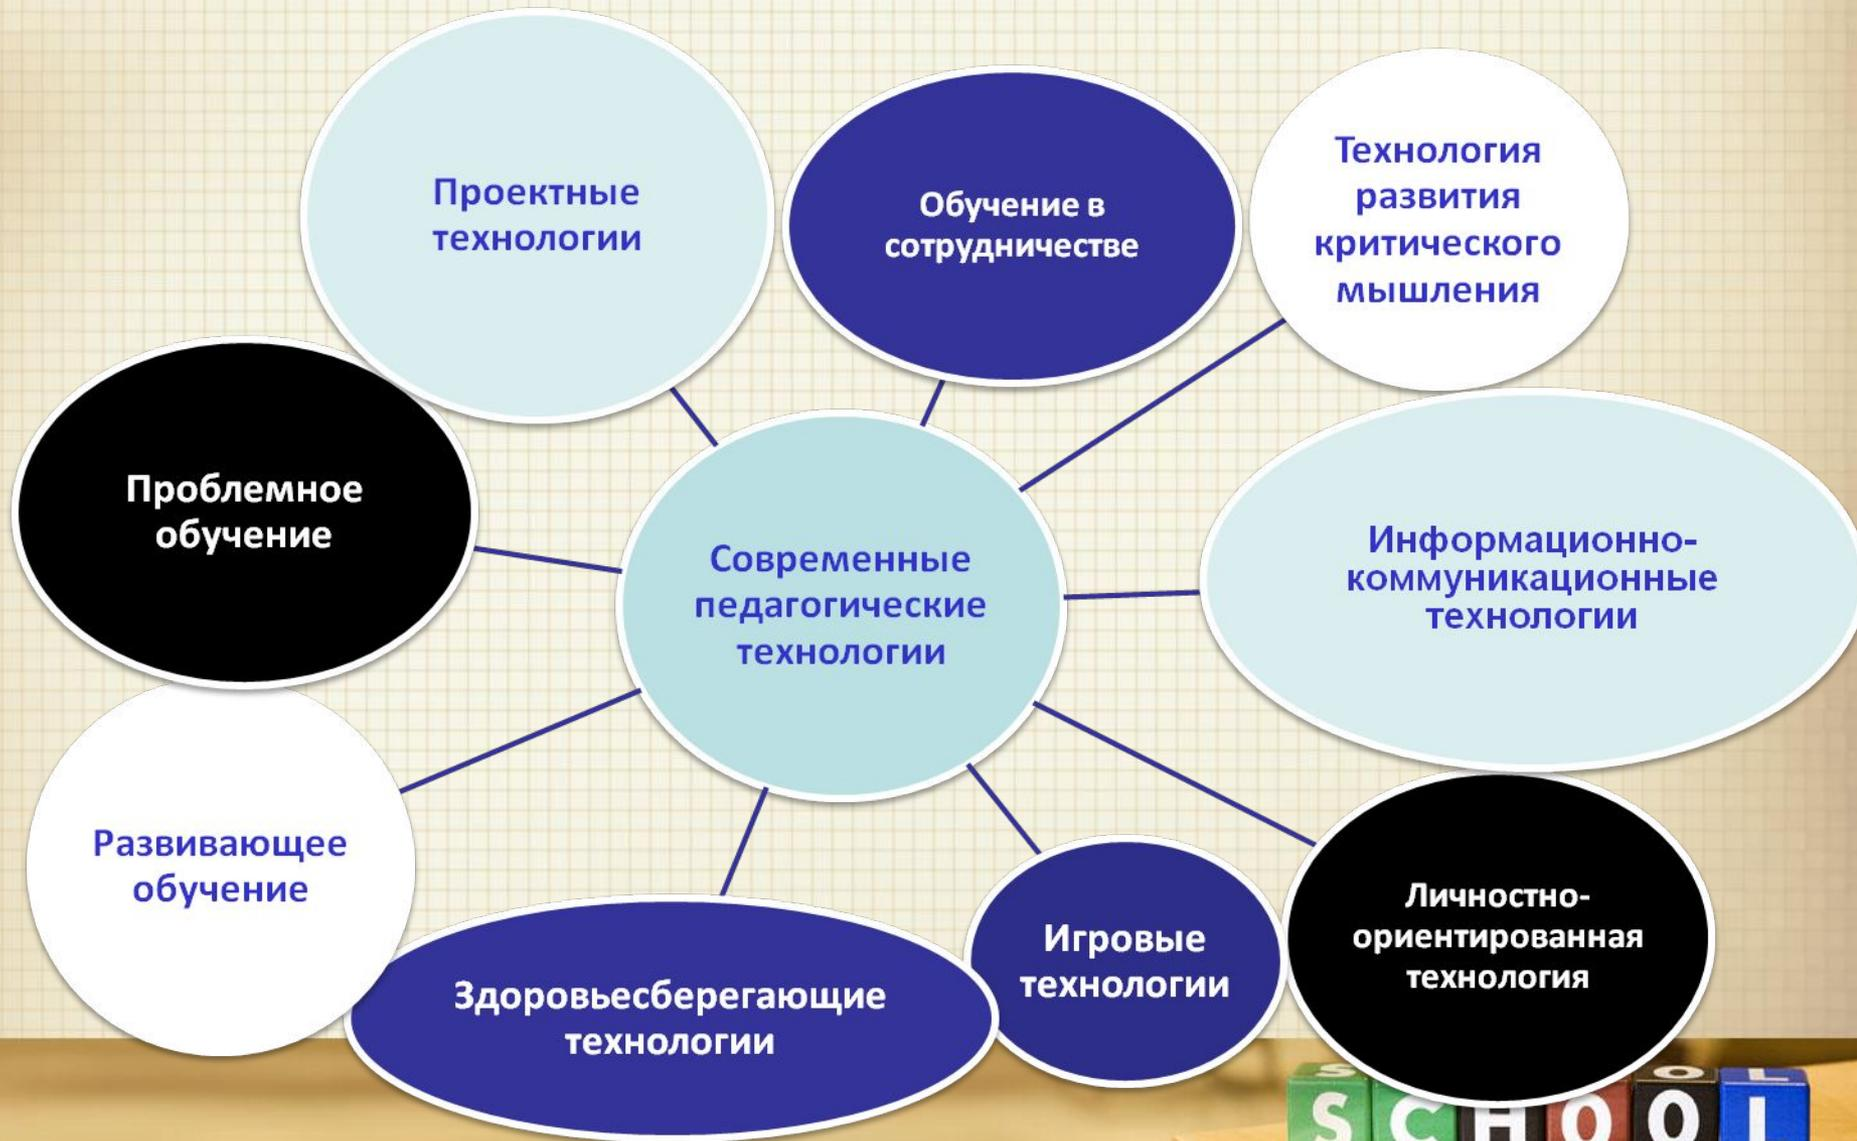 Проектные
технологии
Обучение в
сотрудничестве
Технология
развития
критического
мышления
Проблемное
обучение
Современные
педагогические
технологии
Информационно-
коммуникационные
технологии
Развивающее
обучение
Здоровьесберегающие
технологии
Игровые
технологии
Личностно-
ориентированная
технология
SCHOOL